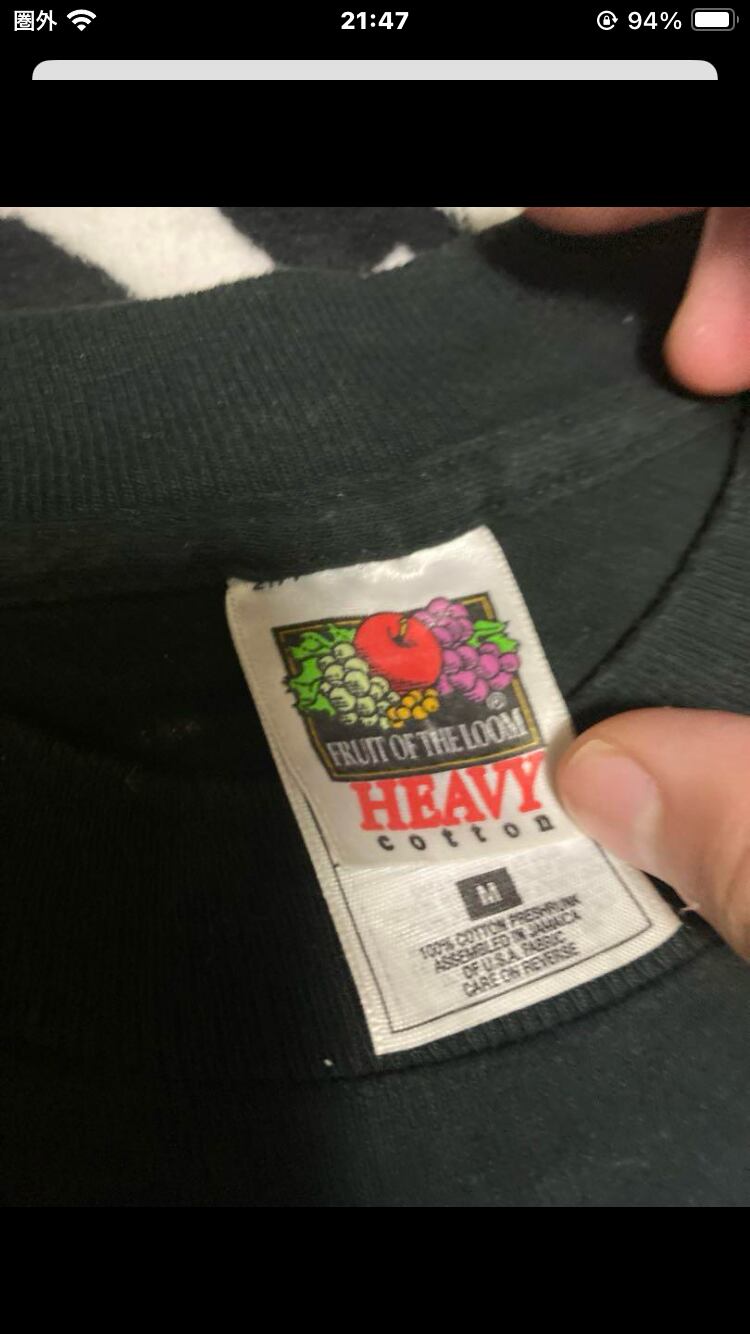 圏外 21:47 94%
FRUIT OF THE LOOM
®
HEAVY
cotton
M
100% COTTON PRESHRUNK
ASSEMBLED IN JAMAICA
OF U.S.A. FABRIC
CARE ON REVERSE